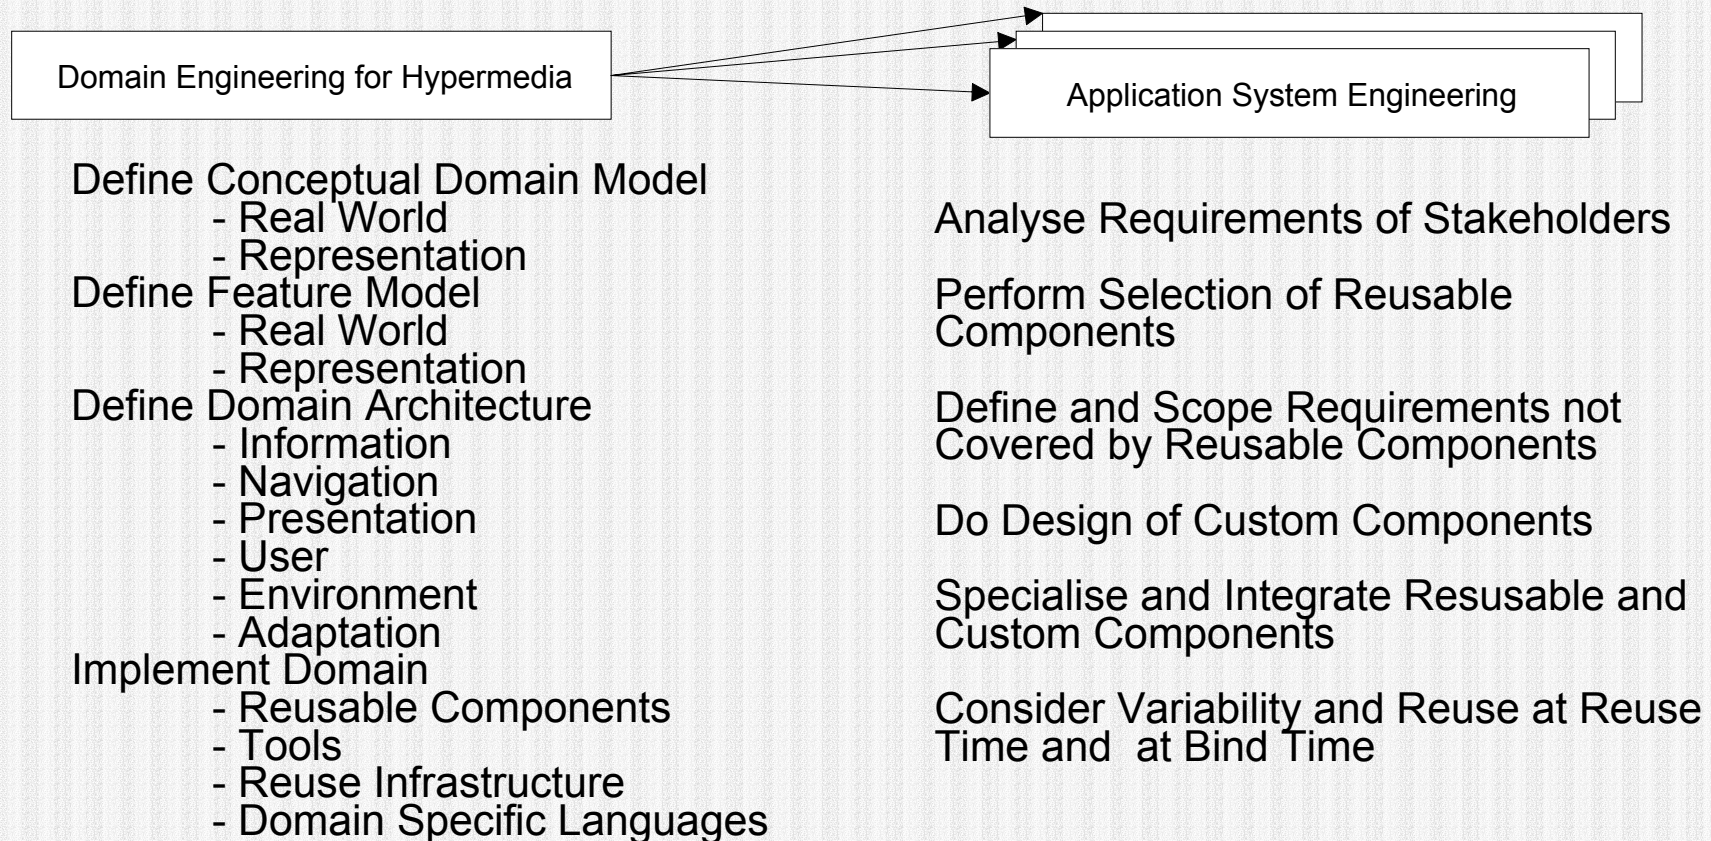 Domain Engineering for Hypermedia
Application System Engineering
Define Conceptual Domain Model
- Real World
- Representation
Define Feature Model
- Real World
- Representation
Define Domain Architecture
- Information
- Navigation
- Presentation
- User
- Environment
- Adaptation
Implement Domain
- Reusable Components
- Tools
- Reuse Infrastructure
- Domain Specific Languages
Analyse Requirements of Stakeholders
Perform Selection of Reusable
Components
Define and Scope Requirements not
Covered by Reusable Components
Do Design of Custom Components
Specialise and Integrate Resusable and
Custom Components
Consider Variability and Reuse at Reuse
Time and  at Bind Time